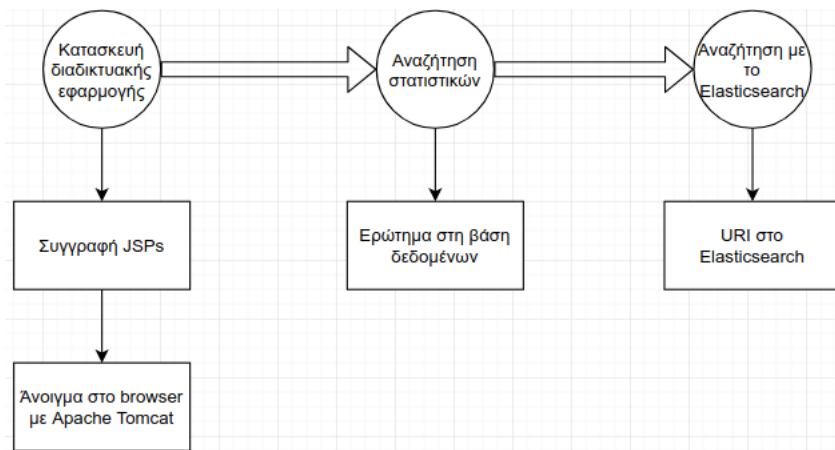 Κατασκευή
διαδικτυακής
εφαρμογής
Αναζήτηση
στατιστικών
Αναζήτηση με
το
Elasticsearch
Συγγραφή JSPs
Ερώτημα στη βάση
δεδομένων
URI στο
Elasticsearch
Άνοιγμα στο browser
με Apache Tomcat